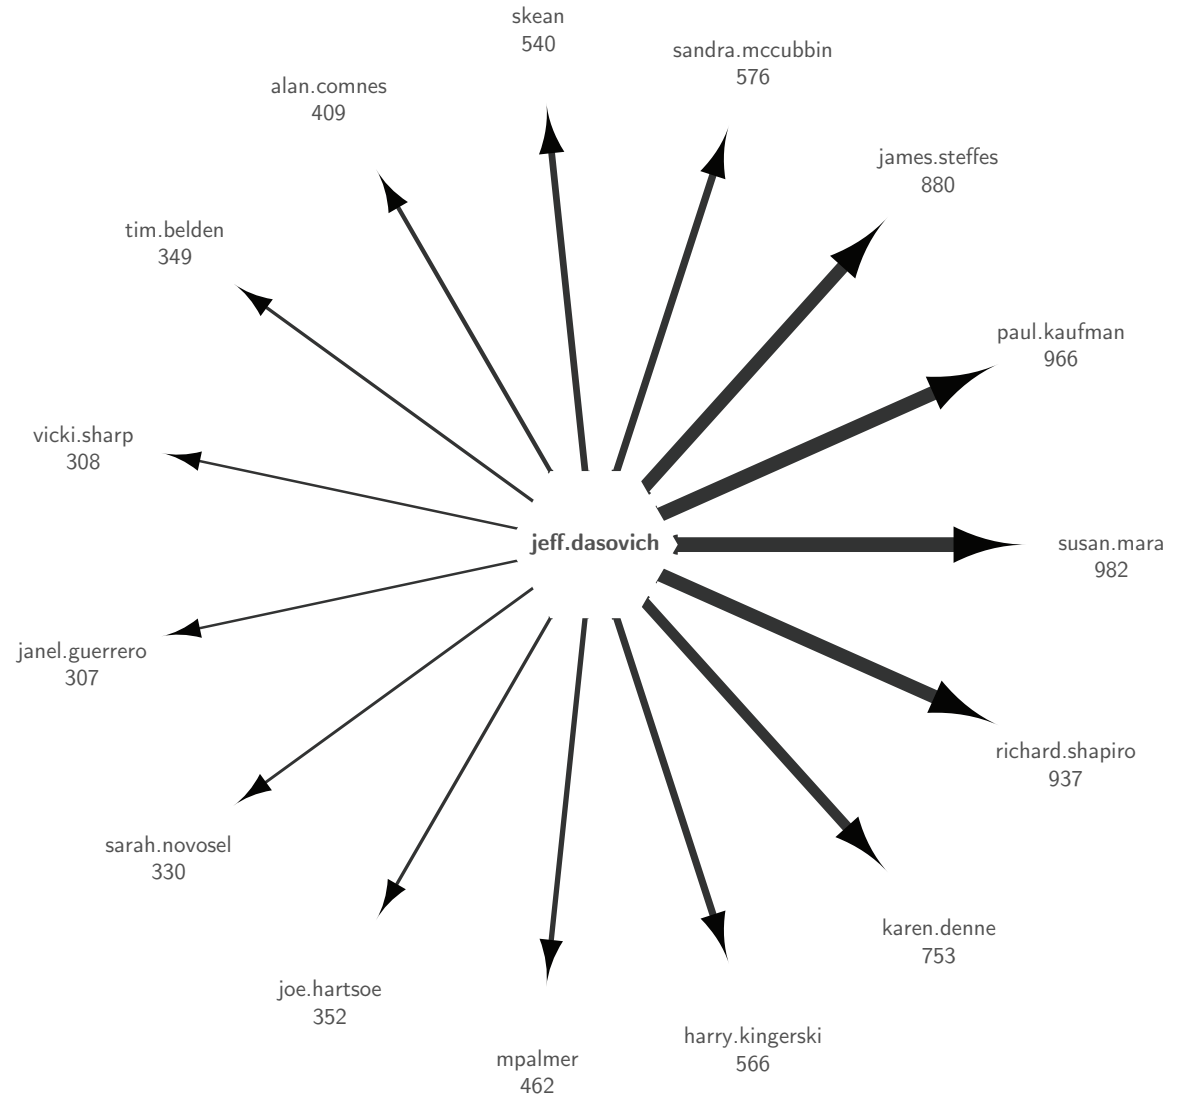 skean
540
sandra.mccubbin
576
alan.comnes
409
james.steffes
880
tim.belden
349
paul.kaufman
966
vicki.sharp
308
jeff.dasovich
susan.mara
982
janel.guerrero
307
richard.shapiro
937
sarah.novosel
330
karen.denne
753
joe.hartsoe
352
harry.kingerski
566
mpalmer
462